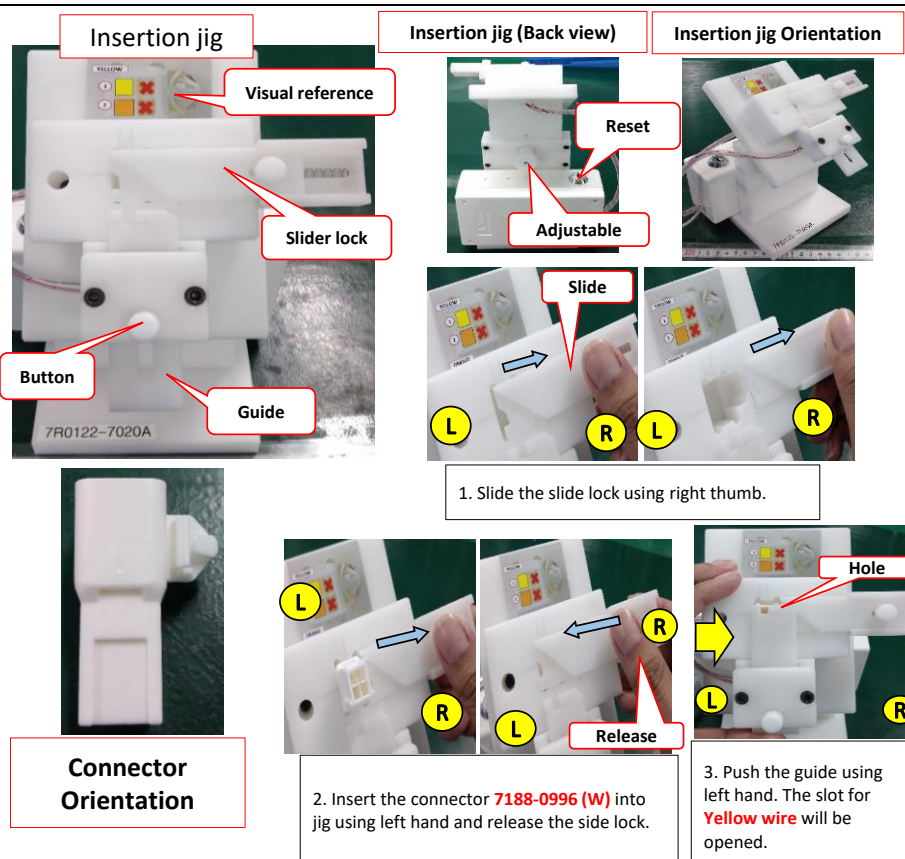 Insertion jig
YELLOW
Visual reference
Slider lock
Button
Guide
7R0122-7020A
Insertion jig (Back view)
Reset
Adjustable
Insertion jig Orientation
Slide
L
R
L
R
1. Slide the slide lock using right thumb.
Connector
Orientation
L
R
L
R
Release
2. Insert the connector 7188-0996 (W) into
jig using left hand and release the side lock.
Hole
L
R
3. Push the guide using
left hand. The slot for
Yellow wire will be
opened.